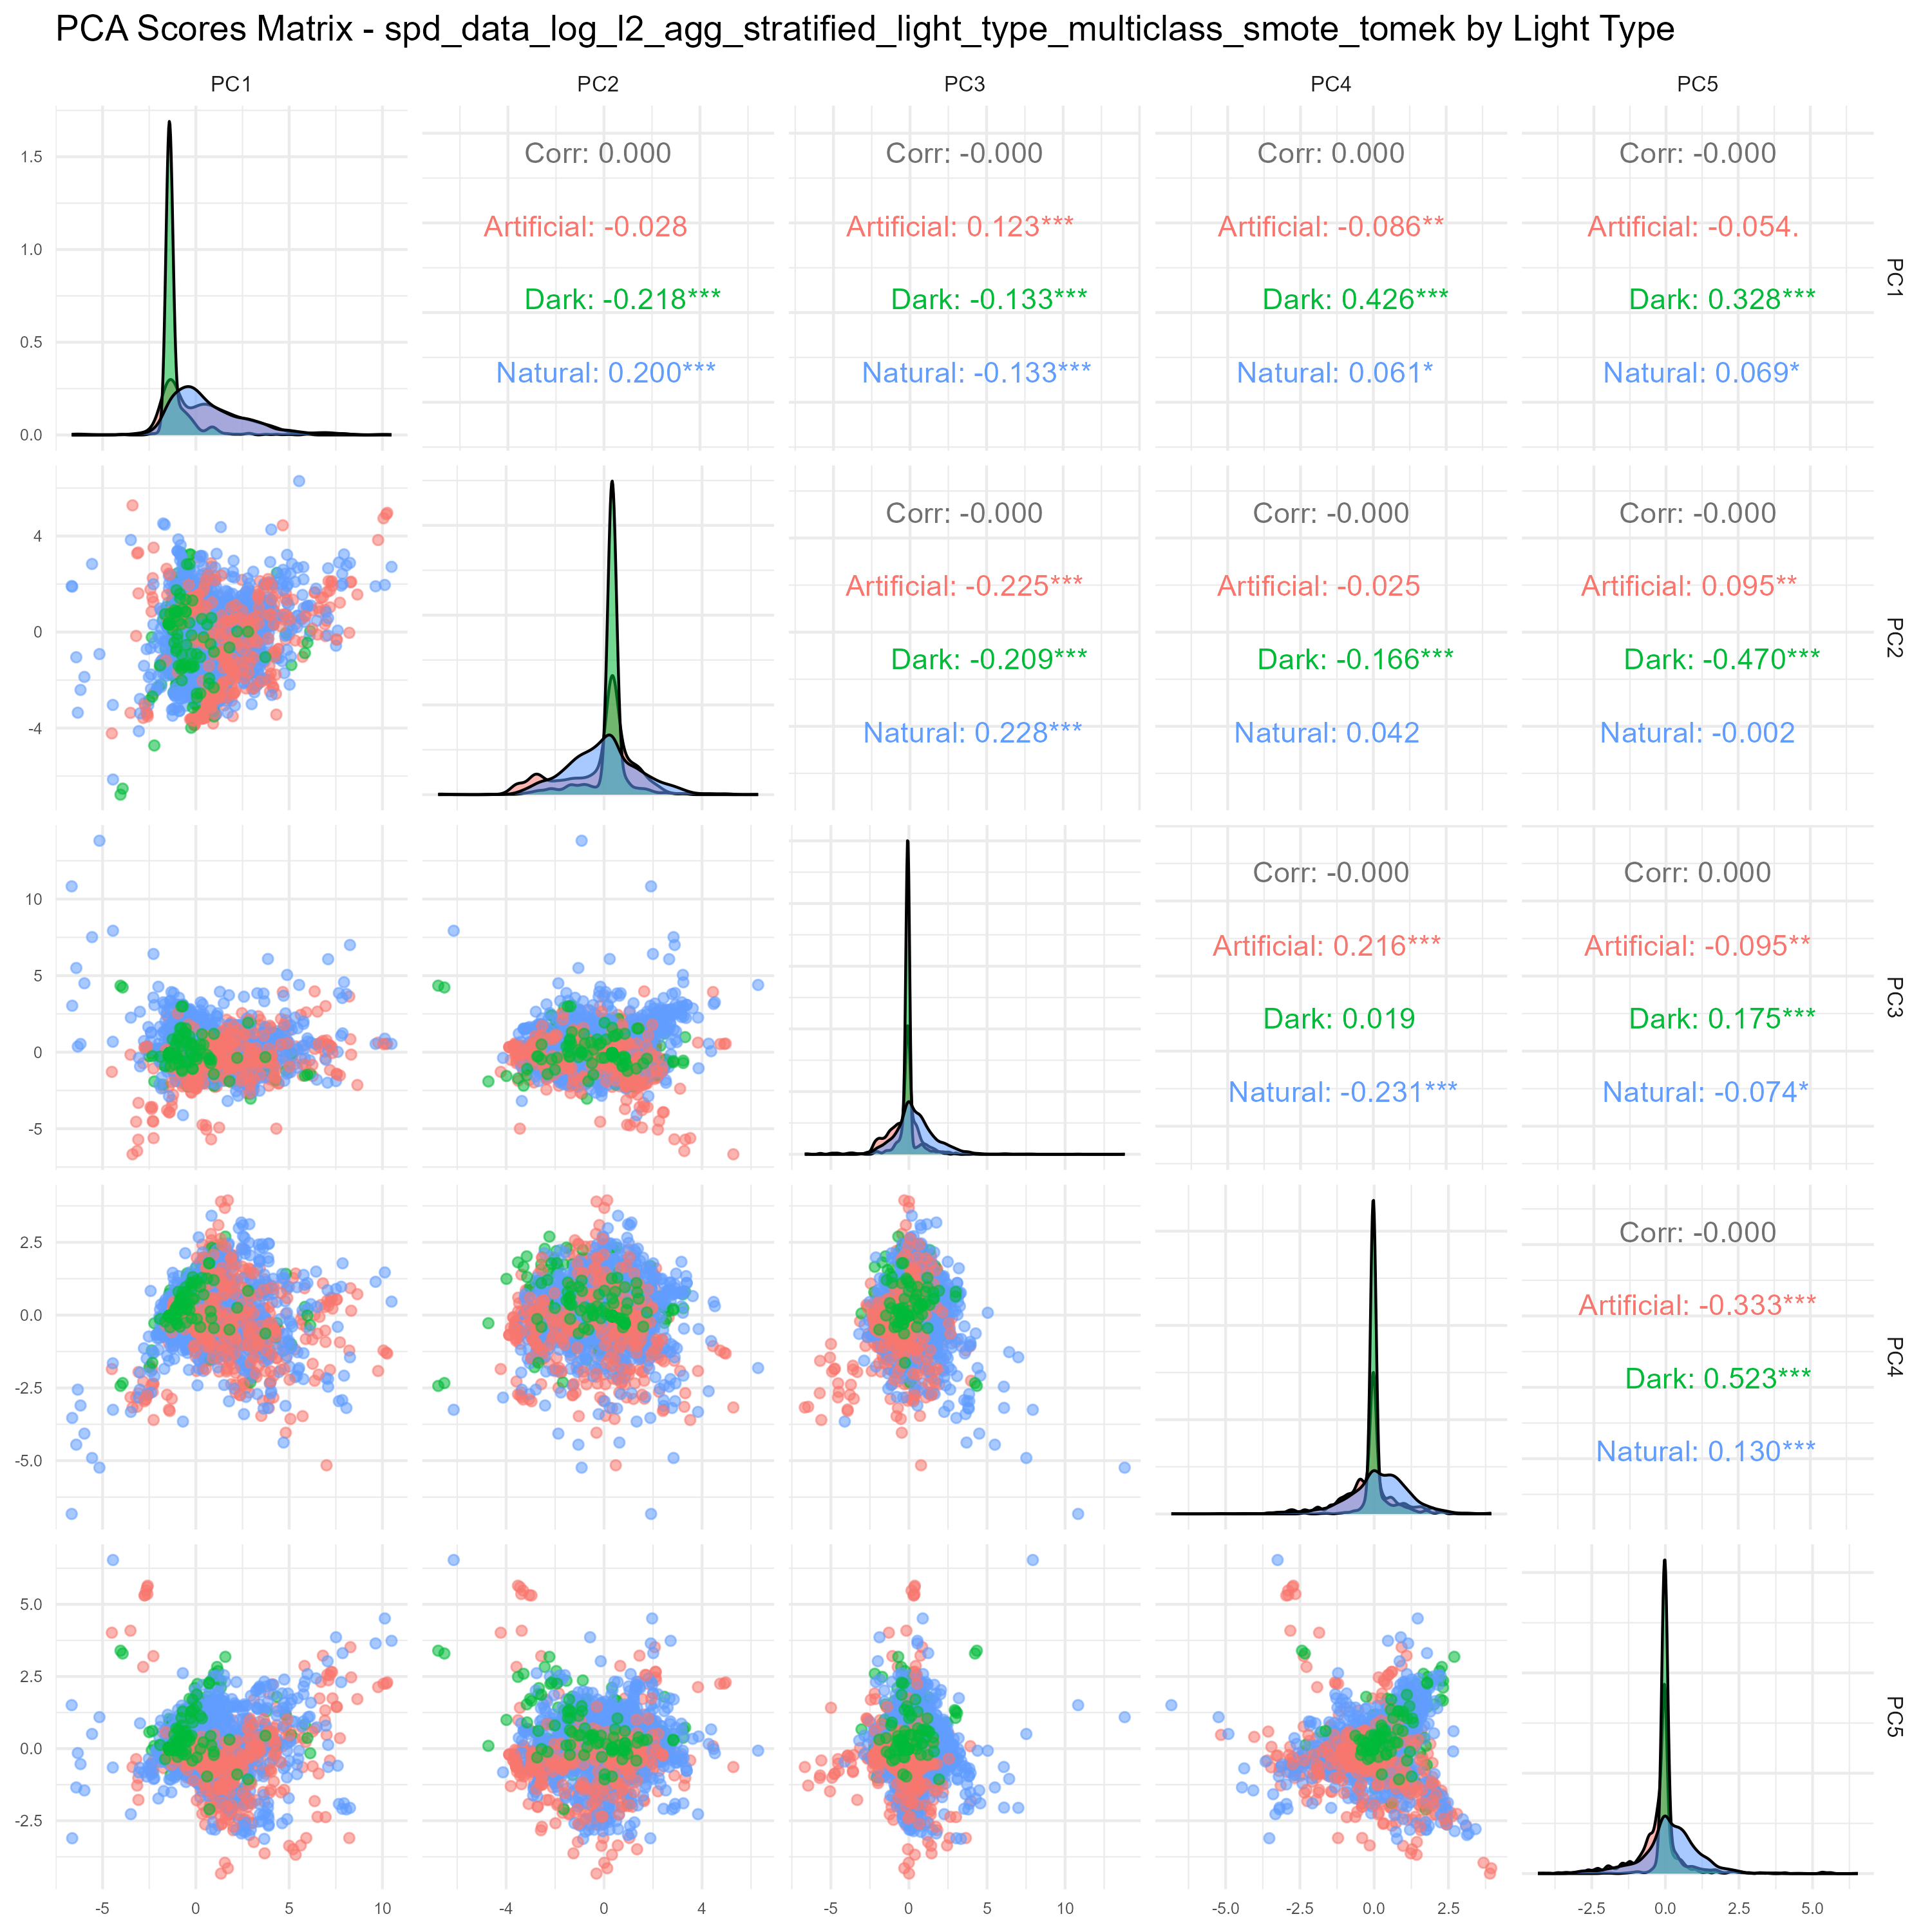 PCA Scores Matrix - spd_data_log_l2_agg_stratified_light_type_multiclass_smote_tomek by Light Type
PC1 PC2 PC3 PC4 PC5
1.5
1.0
0.5
0.0
Corr: 0.000
Artificial: -0.028
Dark: -0.218***
Natural: 0.200***
Corr: -0.000
Artificial: 0.123***
Dark: -0.133***
Natural: -0.133***
Corr: 0.000
Artificial: -0.086**
Dark: 0.426***
Natural: 0.061*
Corr: -0.000
Artificial: -0.054.
Dark: 0.328***
Natural: 0.069*
PC1
4
0
-4
Corr: -0.000
Artificial: -0.225***
Dark: -0.209***
Natural: 0.228***
Corr: -0.000
Artificial: -0.025
Dark: -0.166***
Natural: 0.042
Corr: -0.000
Artificial: 0.095**
Dark: -0.470***
Natural: -0.002
PC2
10
5
0
-5
Corr: -0.000
Artificial: 0.216***
Dark: 0.019
Natural: -0.231***
Corr: 0.000
Artificial: -0.095**
Dark: 0.175***
Natural: -0.074*
PC3
2.5
0.0
-2.5
-5.0
Corr: -0.000
Artificial: -0.333***
Dark: 0.523***
Natural: 0.130***
PC4
5.0
2.5
0.0
-2.5
PC5
-5 0 5 10
-4 0 4
-5 0 5 10
-5.0 -2.5 0.0 2.5
-2.5 0.0 2.5 5.0